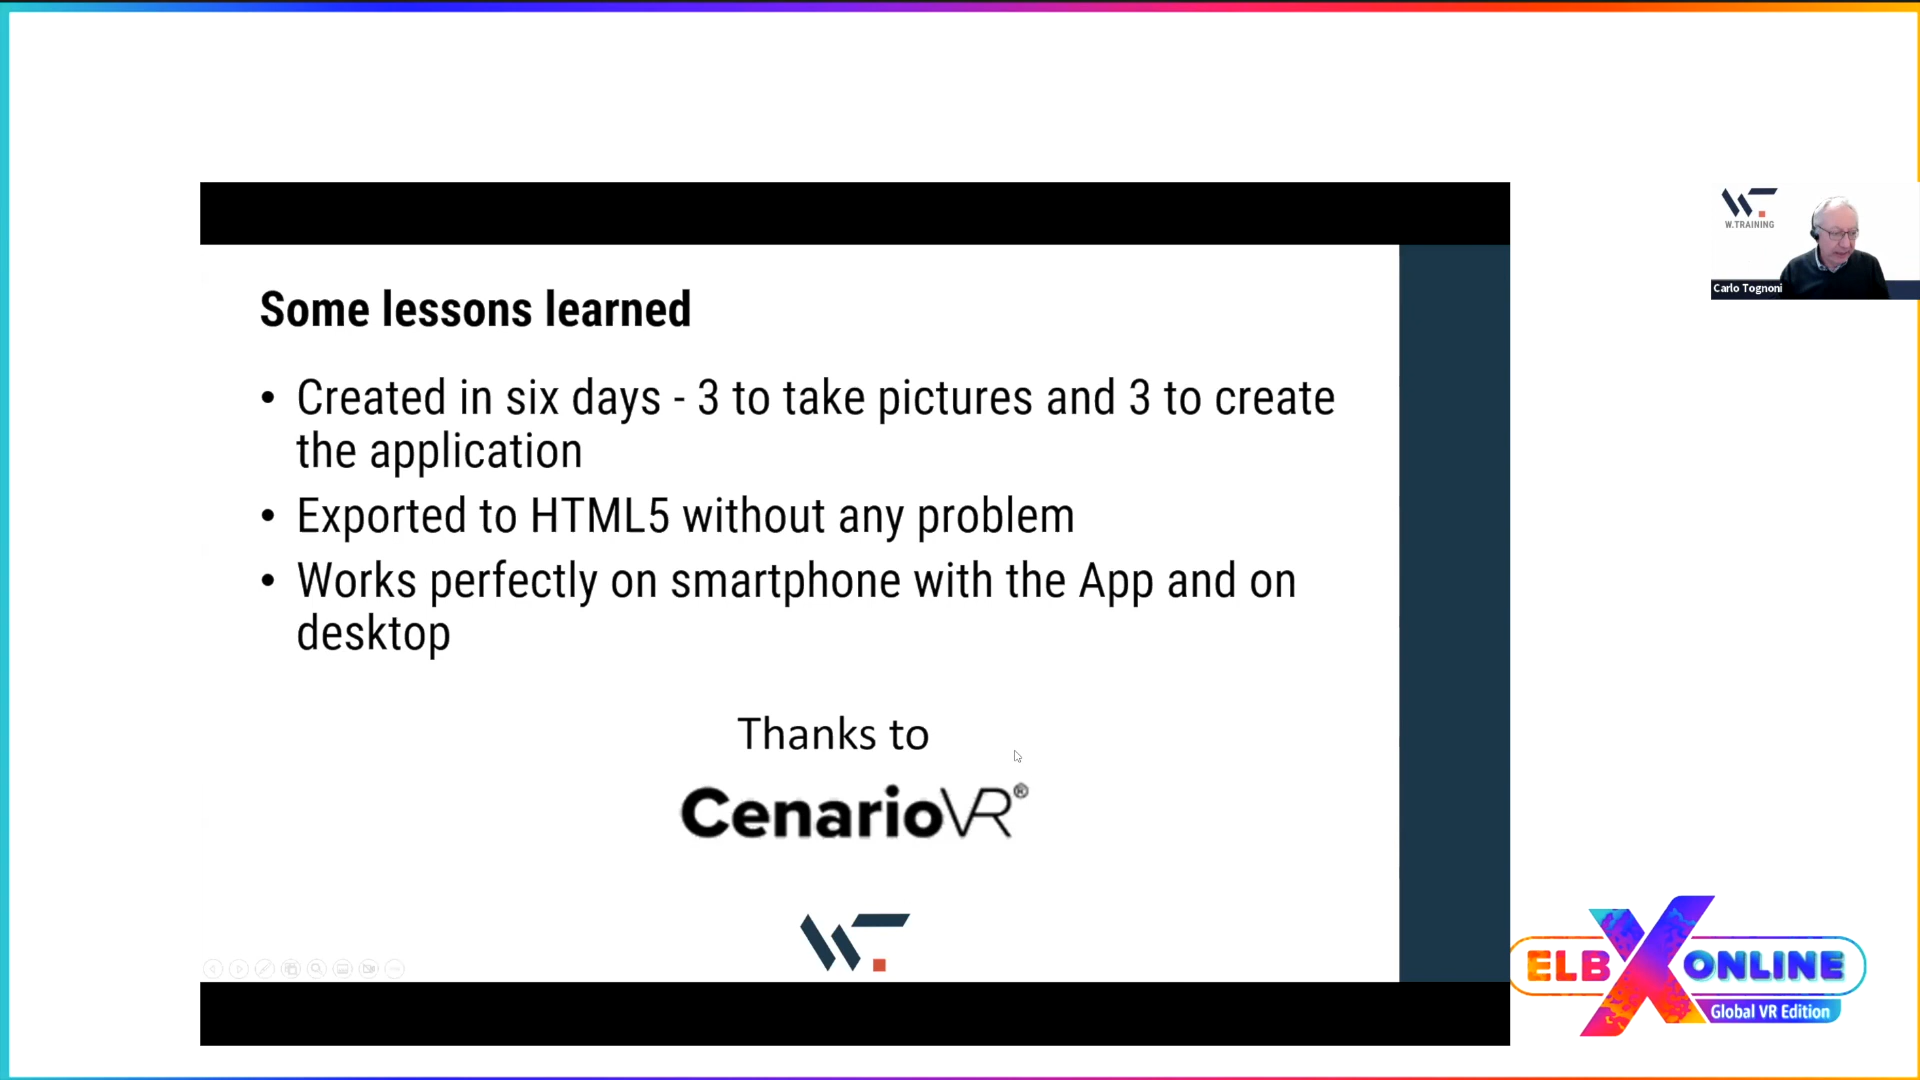 Some lessons learned
• Created in six days - 3 to take pictures and 3 to create
the application
• Exported to HTML5 without any problem
• Works perfectly on smartphone with the App and on
desktop
Thanks to
CenarioVR®
W.TRAINING
Carlo Tognoni
ELBX ONLINE
Global VR Edition